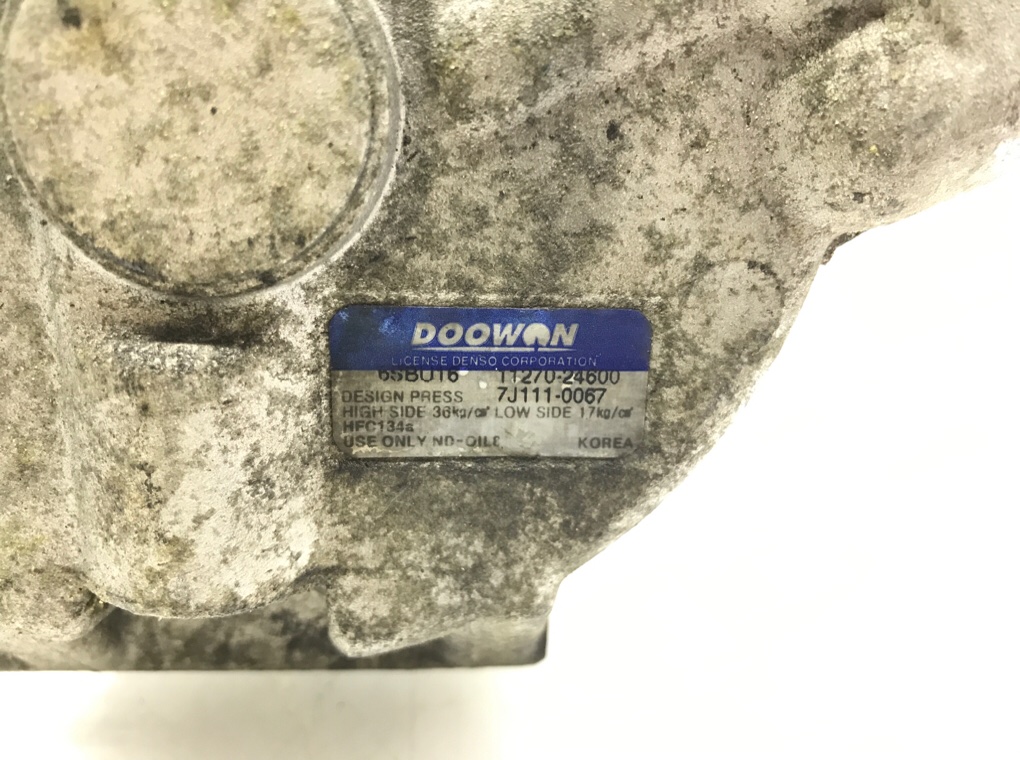 DOOWON
LICENSE DENSO CORPORATION
6SBU16 11270-24600
DESIGN PRESS 7J111-0067
HIGH SIDE 36kg/㎠ LOW SIDE 17kg/㎠
HFC134a
USE ONLY ND-OIL8 KOREA